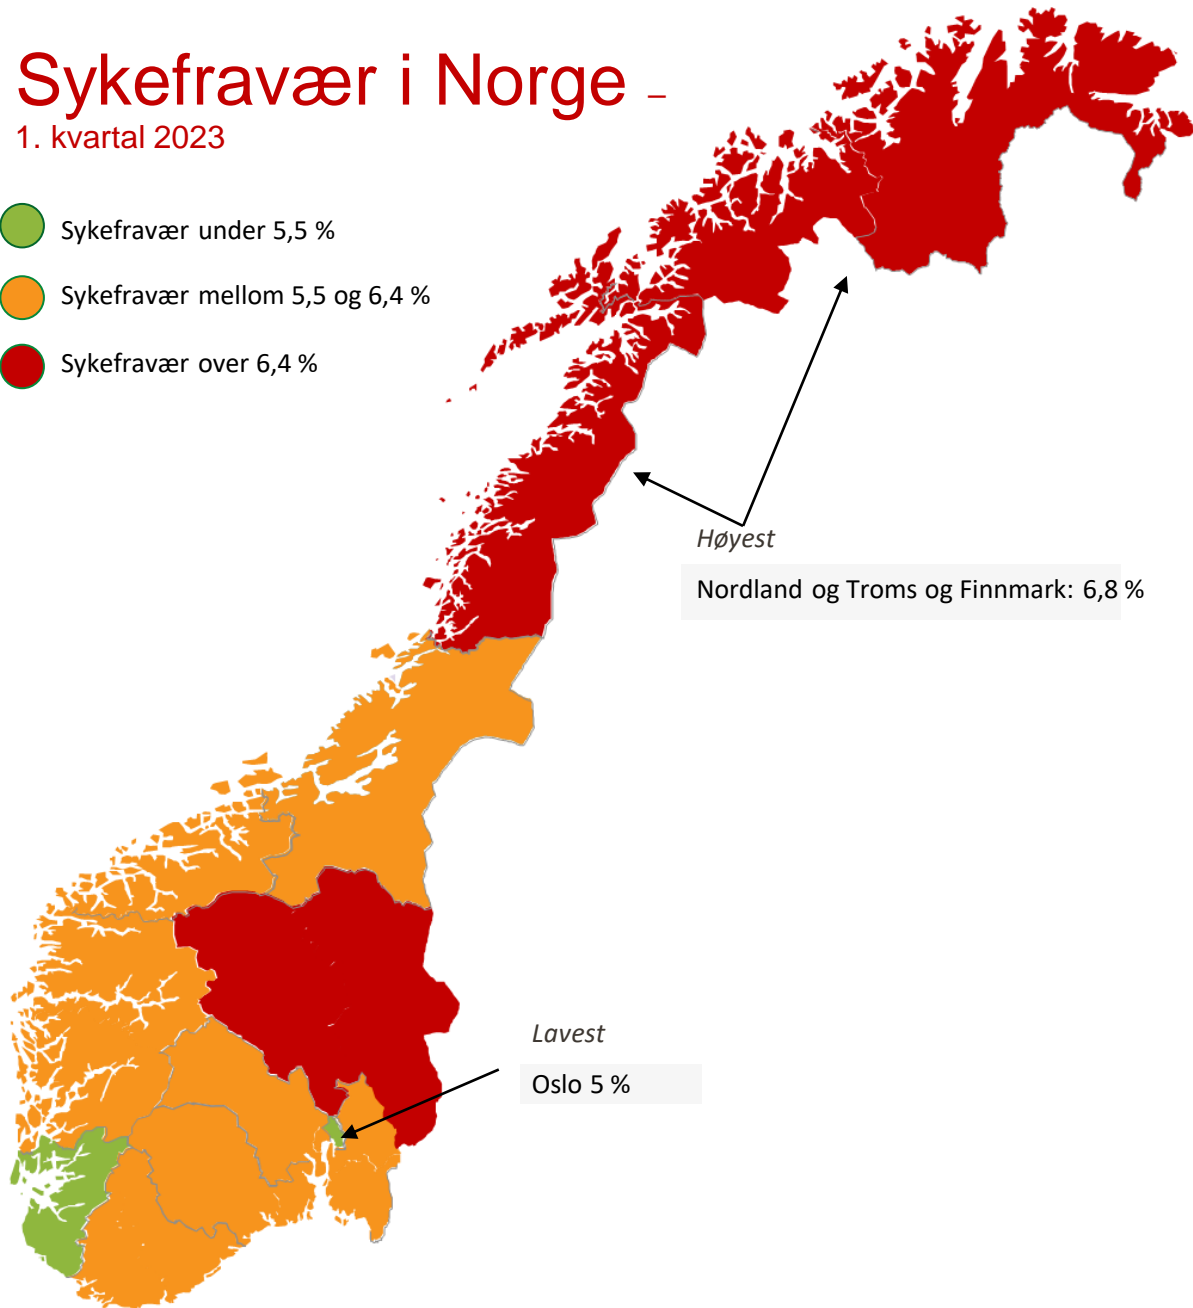 Sykefravær i Norge –
1. kvartal 2023
Sykefravær under 5,5 %
Sykefravær mellom 5,5 og 6,4 %
Sykefravær over 6,4 %
Høyest
Nordland og Troms og Finnmark: 6,8 %
Lavest
Oslo 5 %